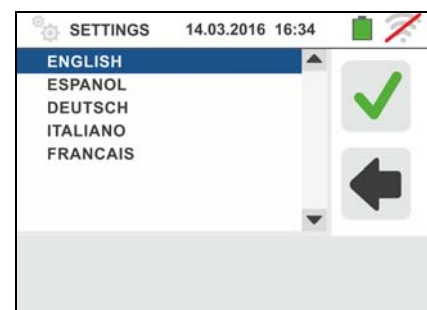 SETTINGS 14.03.2016 16:34
ENGLISH
ESPANOL
DEUTSCH
ITALIANO
FRANCAIS